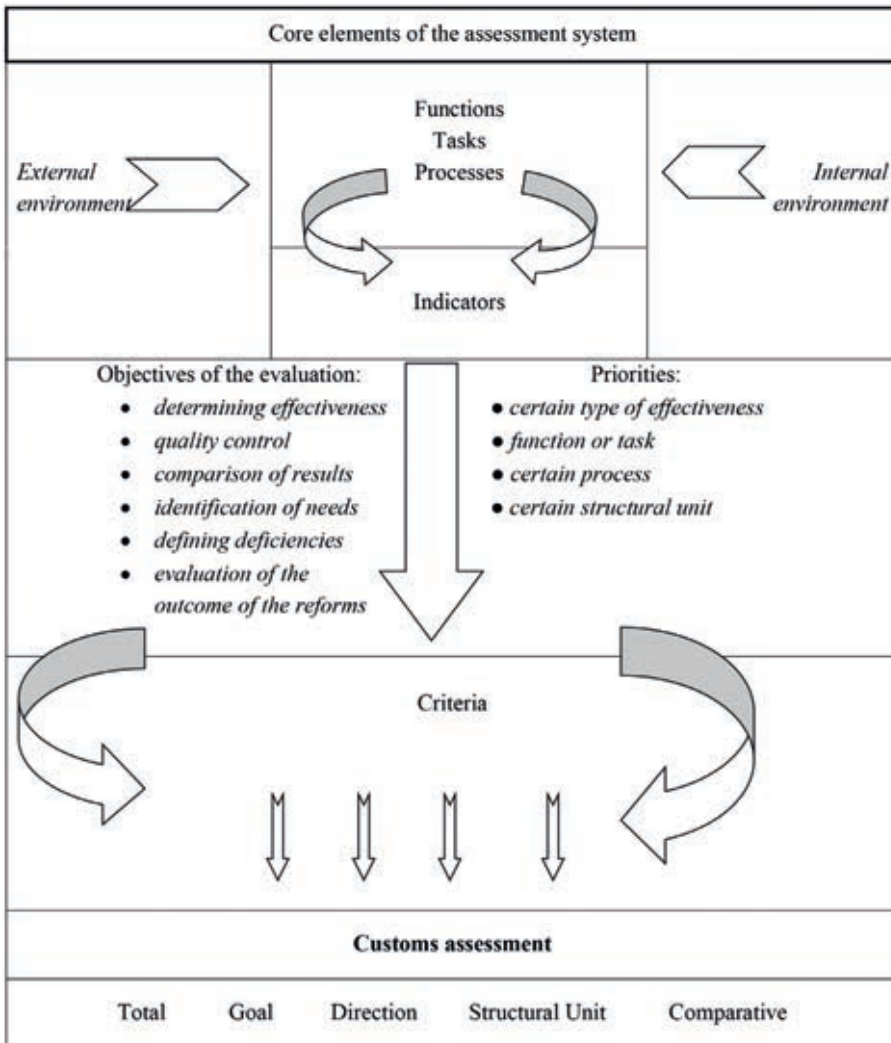 Core elements of the assessment system
Functions
Tasks
Processes
External
environment
Internal
environment
Indicators
Objectives of the evaluation:
• determining effectiveness
• quality control
• comparison of results
• identification of needs
• defining deficiencies
• evaluation of the
outcome of the reforms
Priorities:
• certain type of effectiveness
• function or task
• certain process
• certain structural unit
Criteria
Customs assessment
Total Goal Direction Structural Unit Comparative